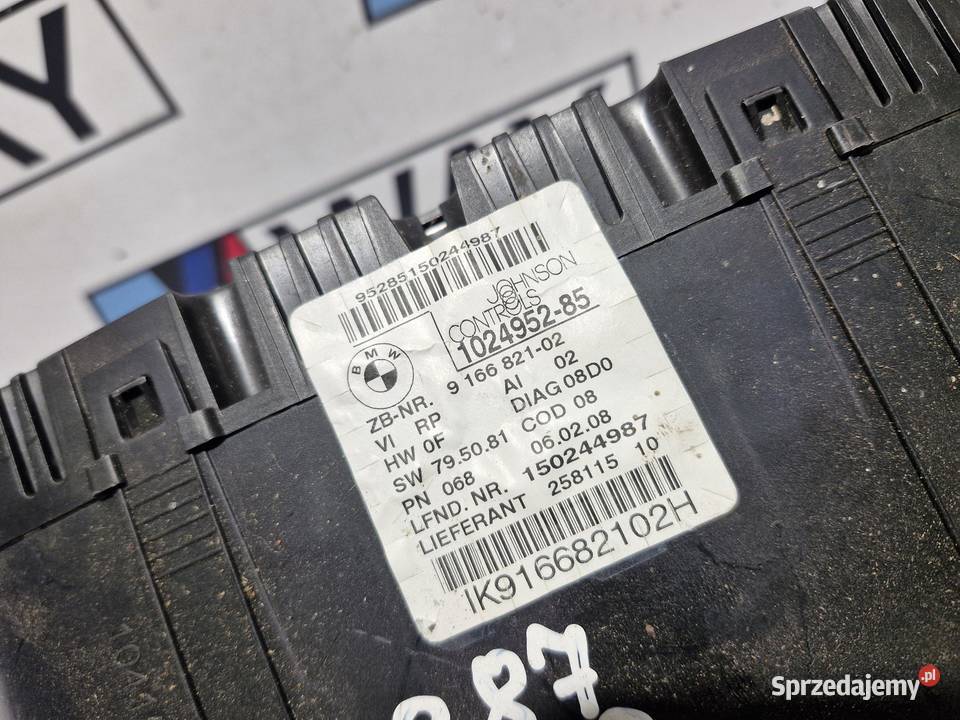 95285150244987
JOHNSON
CONTROLS
1024952-85
BMW
ZB-NR. 9 166 821-02
VI RP AI 02
HW 0F DIAG 08D0
SW 79.50.81 COD 08
PN 068 06.02.08
LFND. NR. 150244987
LIEFERANT 258115 10
IK916682102H
887
Sprzedajemy.pl